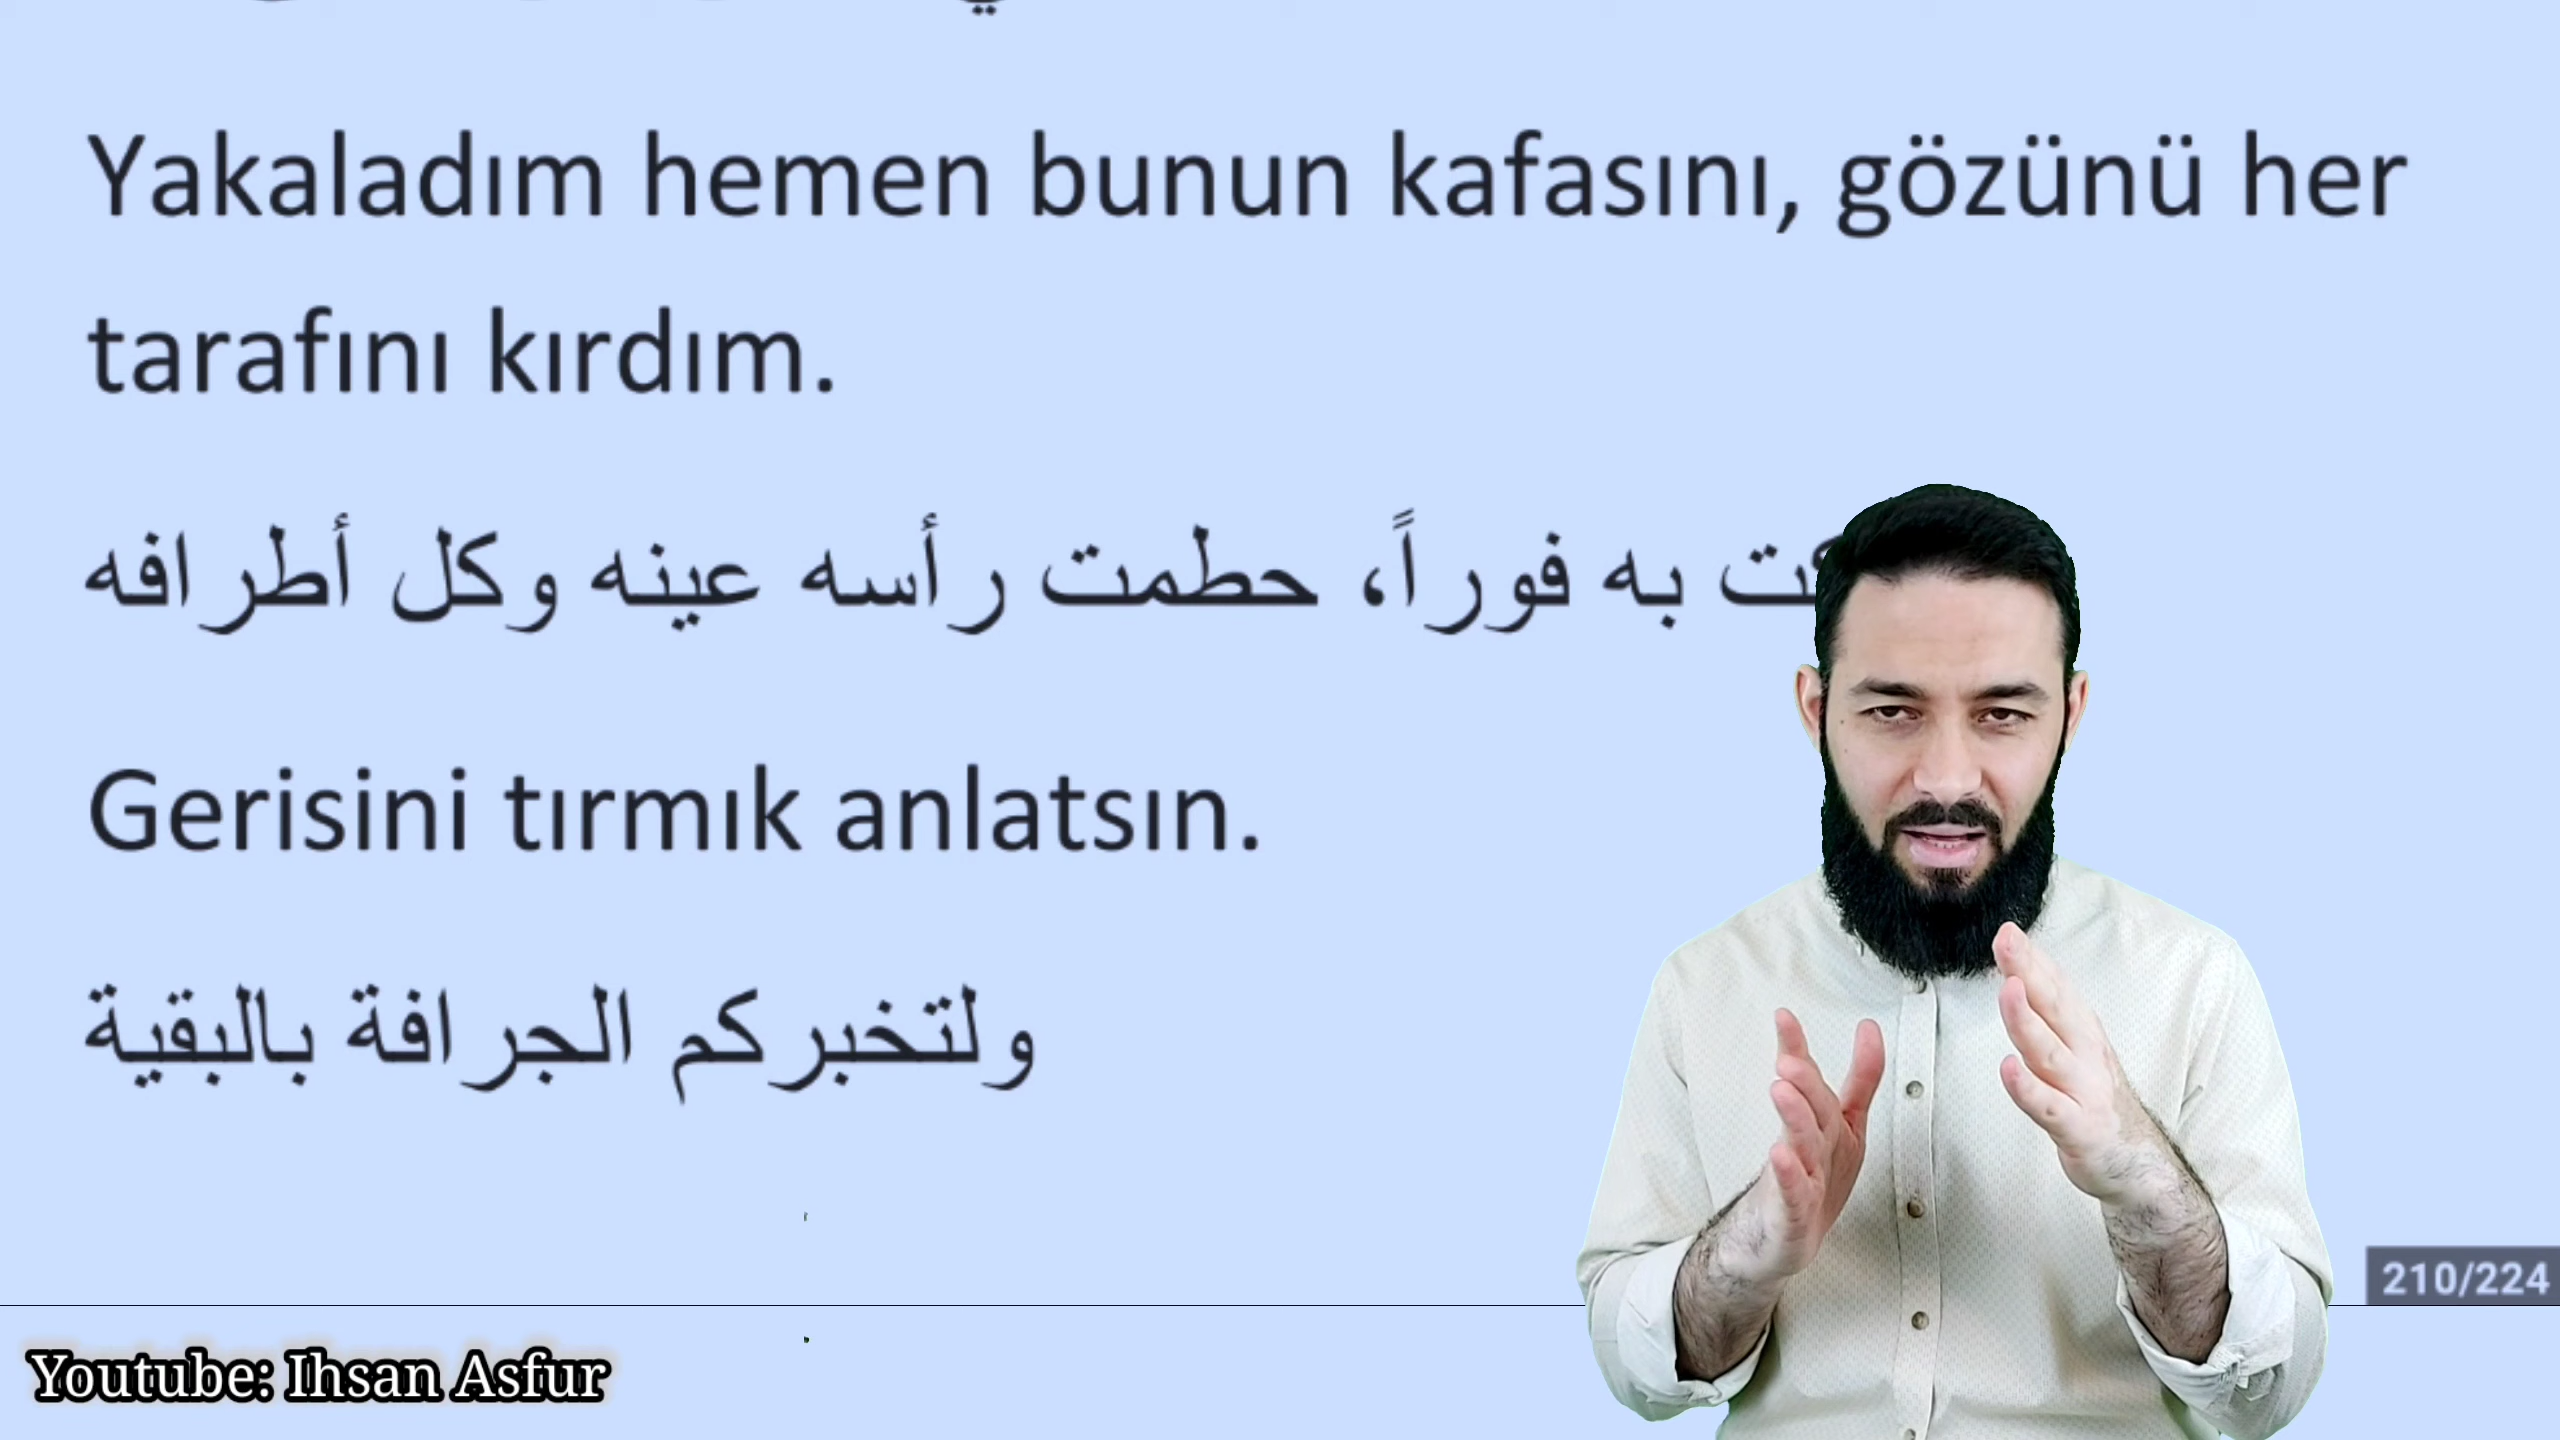 Yakaladım hemen bunun kafasını, gözünü her
tarafını kırdım.
به فوراً، حطمت رأسه عينه وكل أطرافه
Gerisini tırmık anlatsın.
ولتخبركم الجرافة بالبقية
210/224
Youtube: Ihsan Asfur